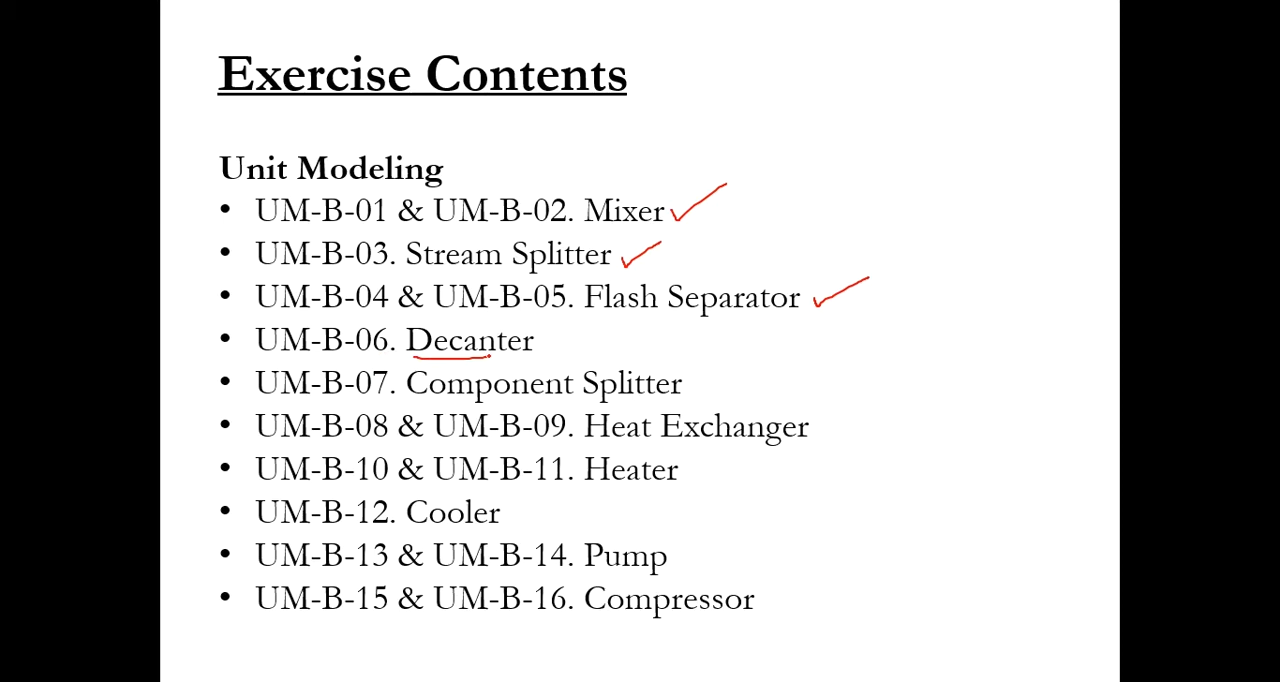 Exercise Contents
Unit Modeling
• UM-B-01 & UM-B-02. Mixer
• UM-B-03. Stream Splitter
• UM-B-04 & UM-B-05. Flash Separator
• UM-B-06. Decanter
• UM-B-07. Component Splitter
• UM-B-08 & UM-B-09. Heat Exchanger
• UM-B-10 & UM-B-11. Heater
• UM-B-12. Cooler
• UM-B-13 & UM-B-14. Pump
• UM-B-15 & UM-B-16. Compressor